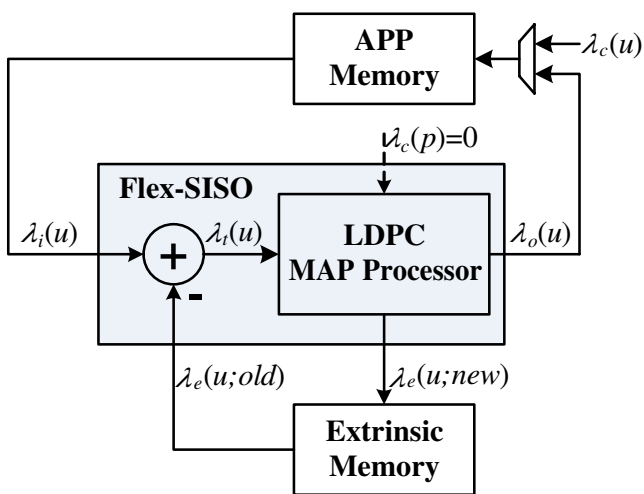 APP
Memory
λc(u)
λc(p)=0
Flex-SISO
λi(u)
+
λt(u)
LDPC
MAP Processor
λo(u)
-
λe(u;old)
λe(u;new)
Extrinsic
Memory